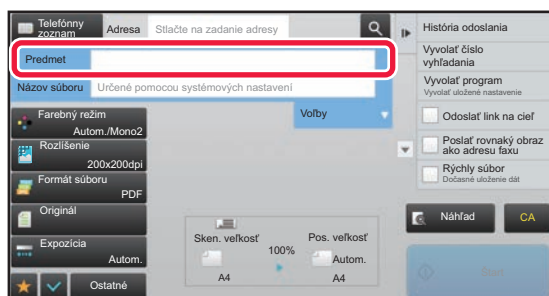 Telefónny
zoznam
Adresa
Stlačte na zadanie adresy
Predmet
Názov súboru
Určené pomocou systémových nastavení
Voľby
Farebný režim
Autom./Mono2
Rozlíšenie
200x200dpi
Formát súboru
PDF
Originál
Expozícia
Autom.
Ostatné
Sken. veľkosť
A4
100%
Pos. veľkosť
Autom.
A4
História odoslania
Vyvolať číslo
vyhľadania
Vyvolať program
Vyvolať uložené nastavenie
Odoslať link na cieľ
Poslať rovnaký obraz
ako adresu faxu
Rýchly súbor
Dočasné uloženie dát
Náhľad
CA
Štart